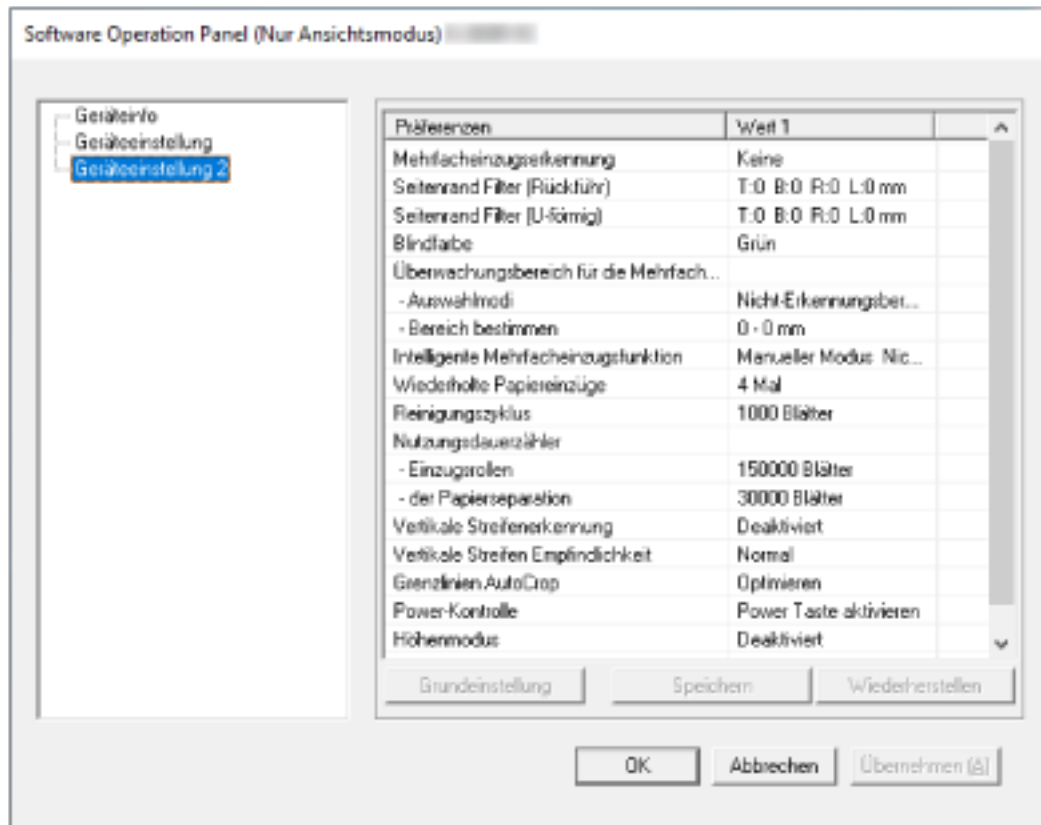 Software Operation Panel (Nur Ansichtsmodus)
Geräteinfo
Geräteeinstellung
Geräteeinstellung 2
Präferenzen Wert 1
Mehrfacheinzugserkennung Keine
Seitenrand Filter (Rückführ) T:0 B:0 R:0 L:0 mm
Seitenrand Filter (U-förmig) T:0 B:0 R:0 L:0 mm
Blindfarbe Grün
Überwachungsbereich für die Mehrfach...
- Auswahlmodi Nicht-Erkennungsber...
- Bereich bestimmen 0 - 0 mm
Intelligente Mehrfacheinzugsfunktion Manueller Modus Nic...
Wiederholte Papiereinzüge 4 Mal
Reinigungszyklus 1000 Blätter
Nutzungsdauerzähler
- Einzugsrollen 150000 Blätter
- der Papierseparation 30000 Blätter
Vertikale Streifenerkennung Deaktiviert
Vertikale Streifen Empfindlichkeit Normal
Grenzlinien AutoCrop Optimieren
Power-Kontrolle Power Taste aktivieren
Höhenmodus Deaktiviert
Grundeinstellung Speichern Wiederherstellen
OK Abbrechen Übernehmen (A)